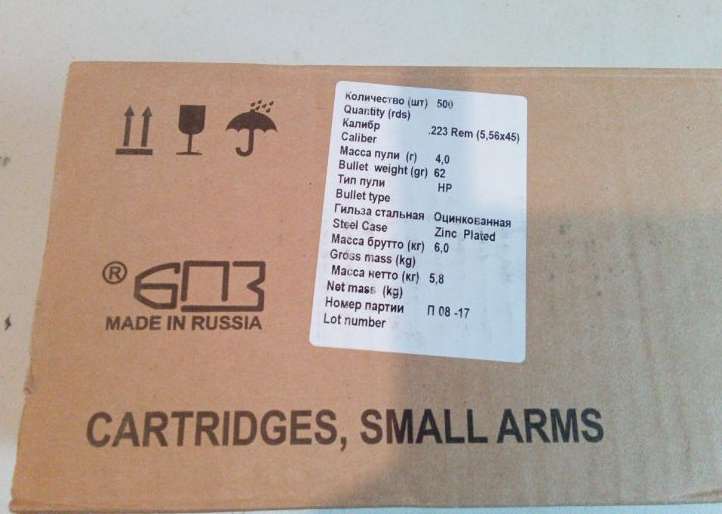 Количество (шт) 500
Quantity (rds)
Калибр
.223 Rem (5,56x45)
Caliber
Масса пули (г) 4,0
Bullet weight (gr) 62
Тип пули
HP
Bullet type
Гильза стальная Оцинкованная
Steel Case Zinc Plated
Масса брутто (кг) 6,0
Gross mass (kg)
Масса нетто (кг) 5,8
Net mass (kg)
Номер партии П 08 -17
Lot number
® БПЗ
MADE IN RUSSIA
CARTRIDGES, SMALL ARMS